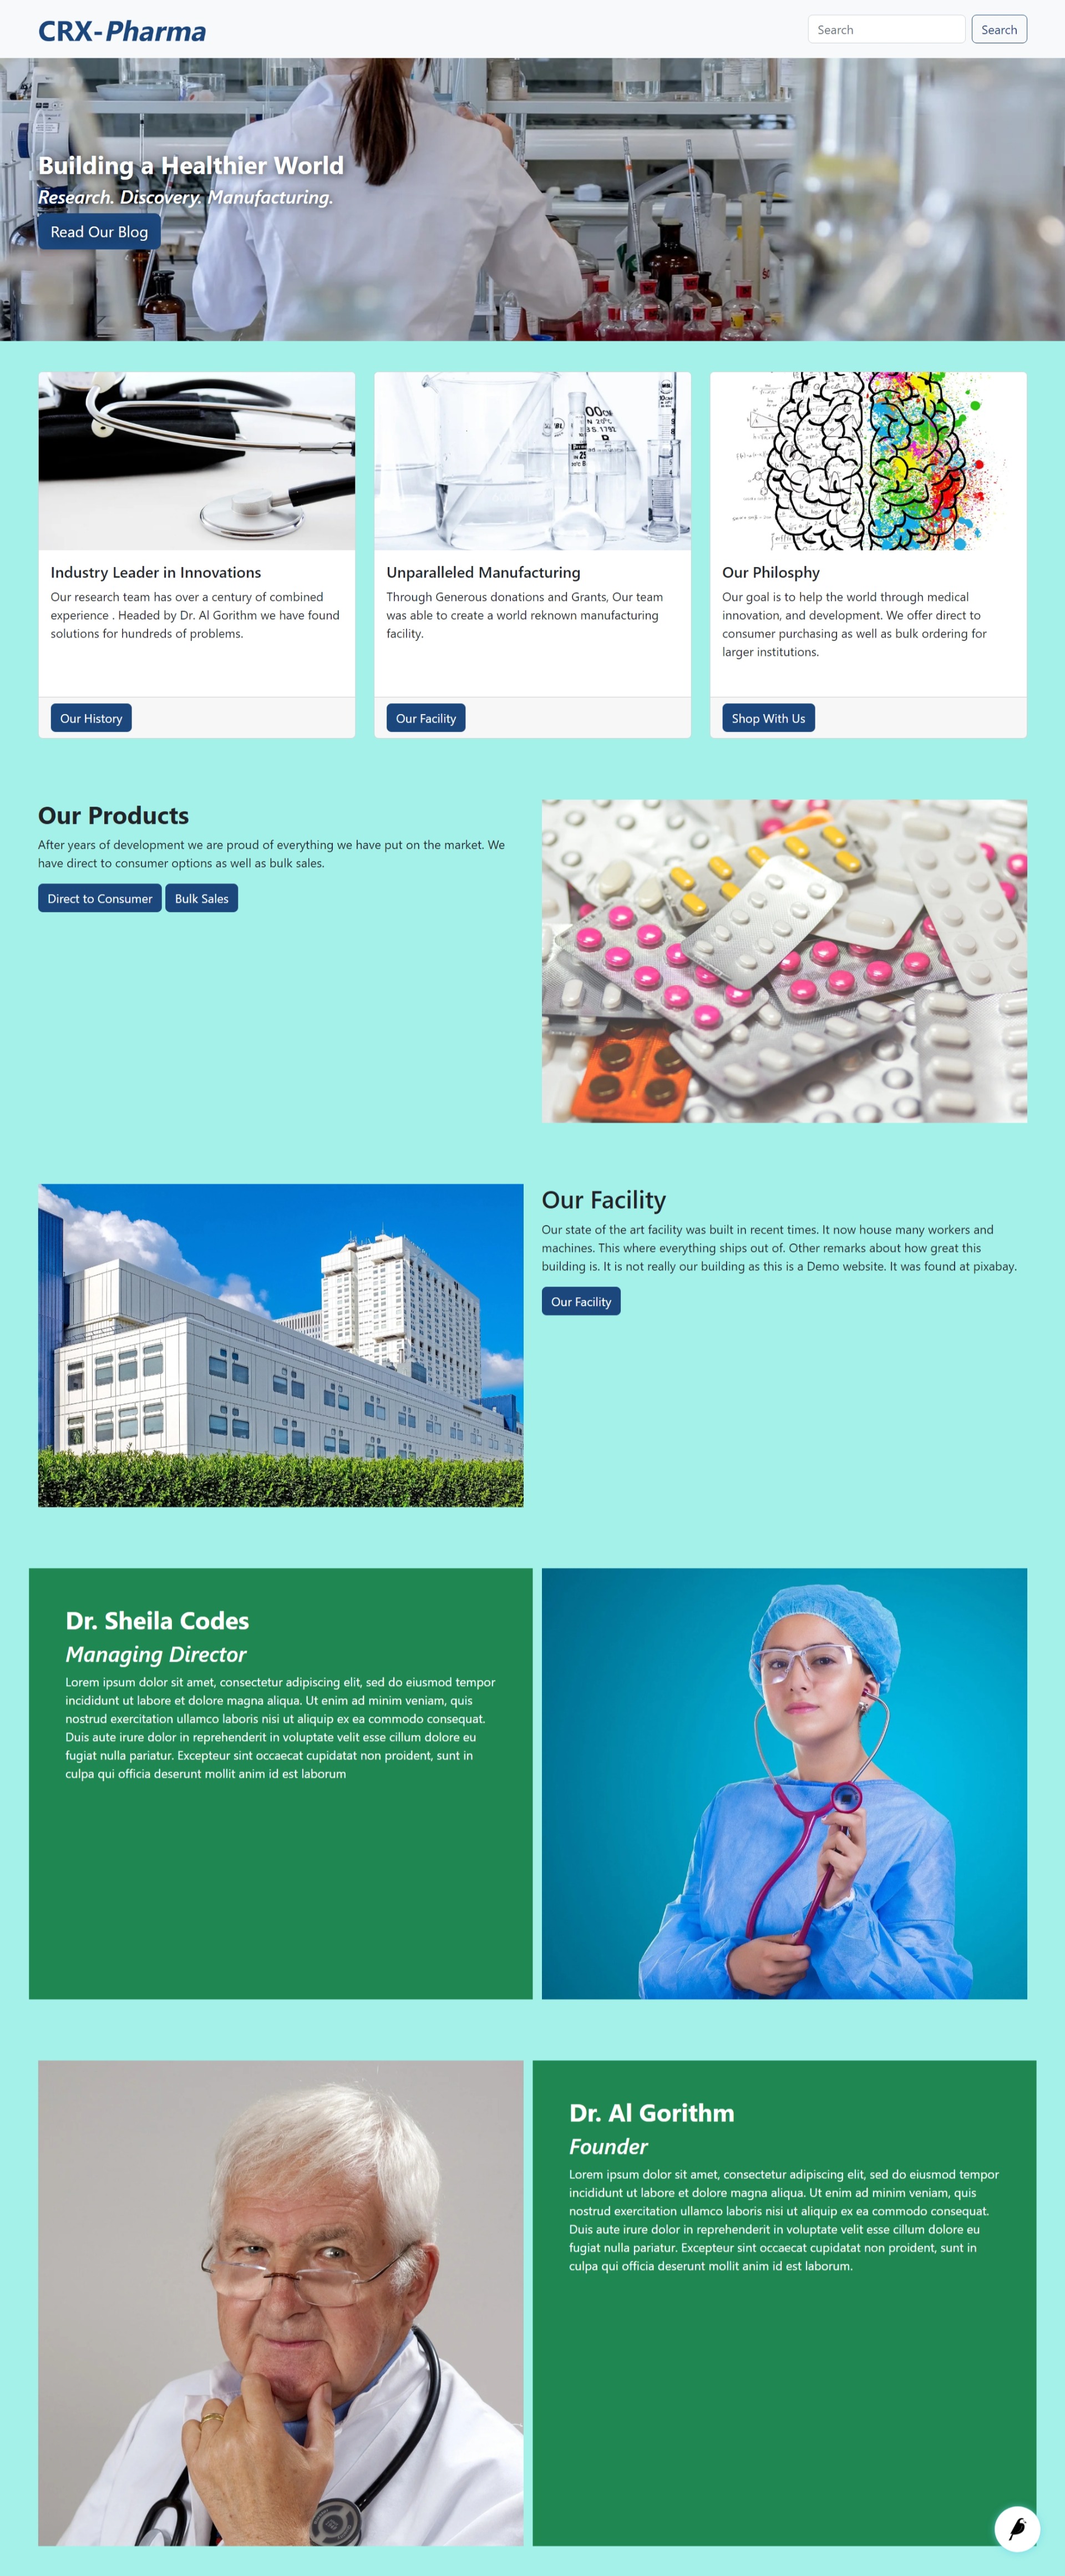 CRX-Pharma
Search
Search
Building a Healthier World
Research. Discovery. Manufacturing.
Read Our Blog
Industry Leader in Innovations
Our research team has over a century of combined
experience . Headed by Dr. Al Gorithm we have found
solutions for hundreds of problems.
Our History
Unparalleled Manufacturing
Through Generous donations and Grants, Our team
was able to create a world reknown manufacturing
facility.
Our Facility
Our Philosphy
Our goal is to help the world through medical
innovation, and development. We offer direct to
consumer purchasing as well as bulk ordering for
larger institutions.
Shop With Us
Our Products
After years of development we are proud of everything we have put on the market. We
have direct to consumer options as well as bulk sales.
Direct to Consumer
Bulk Sales
Our Facility
Our state of the art facility was built in recent times. It now house many workers and
machines. This where everything ships out of. Other remarks about how great this
building is. It is not really our building as this is a Demo website. It was found at pixabay.
Our Facility
Dr. Sheila Codes
Managing Director
Lorem ipsum dolor sit amet, consectetur adipiscing elit, sed do eiusmod tempor
incididunt ut labore et dolore magna aliqua. Ut enim ad minim veniam, quis
nostrud exercitation ullamco laboris nisi ut aliquip ex ea commodo consequat.
Duis aute irure dolor in reprehenderit in voluptate velit esse cillum dolore eu
fugiat nulla pariatur. Excepteur sint occaecat cupidatat non proident, sunt in
culpa qui officia deserunt mollit anim id est laborum
Dr. Al Gorithm
Founder
Lorem ipsum dolor sit amet, consectetur adipiscing elit, sed do eiusmod tempor
incididunt ut labore et dolore magna aliqua. Ut enim ad minim veniam, quis
nostrud exercitation ullamco laboris nisi ut aliquip ex ea commodo consequat.
Duis aute irure dolor in reprehenderit in voluptate velit esse cillum dolore eu
fugiat nulla pariatur. Excepteur sint occaecat cupidatat non proident, sunt in
culpa qui officia deserunt mollit anim id est laborum.